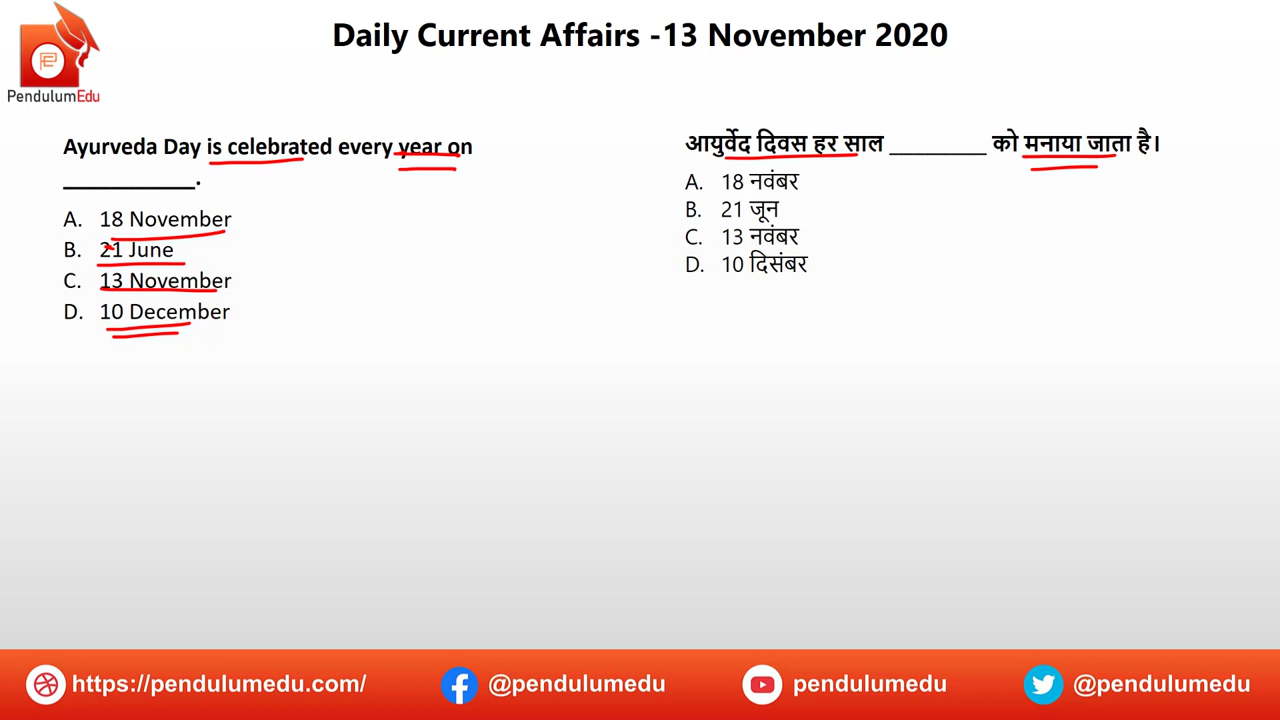 Daily Current Affairs -13 November 2020
PendulumEdu
Ayurveda Day is celebrated every year on
___________.
A. 18 November
B. 21 June
C. 13 November
D. 10 December
आयुर्वेद दिवस हर साल ________ को मनाया जाता है।
A. 18 नवंबर
B. 21 जून
C. 13 नवंबर
D. 10 दिसंबर
https://pendulumedu.com/ @pendulumedu pendulumedu @pendulumedu